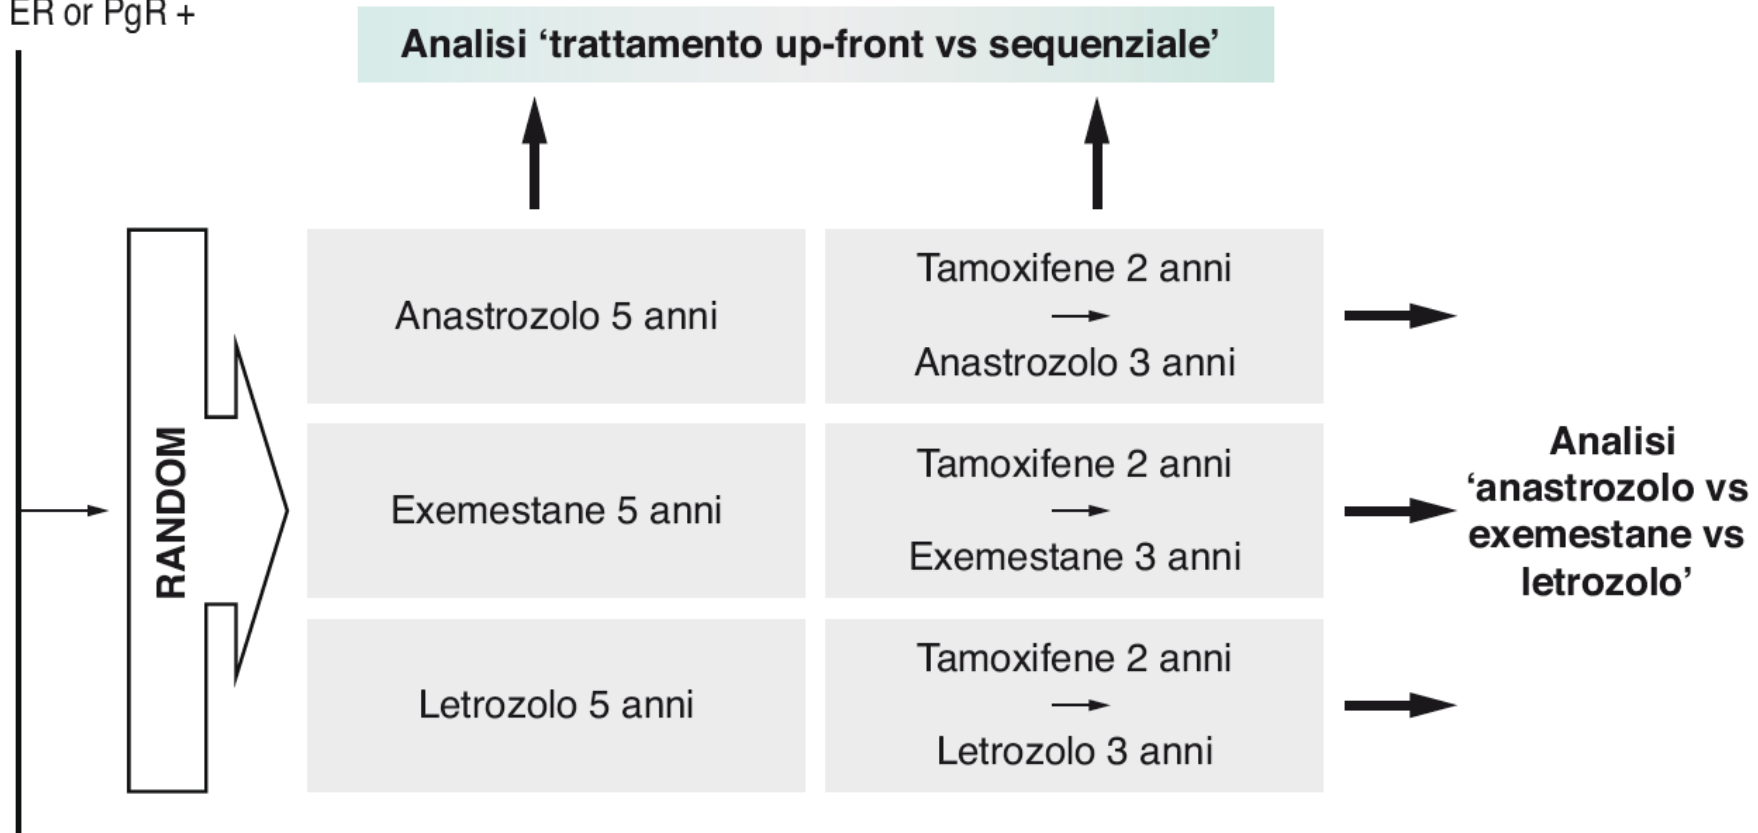 ER or PgR +
Analisi ‘trattamento up-front vs sequenziale’
RANDOM
Anastrozolo 5 anni
Tamoxifene 2 anni
Anastrozolo 3 anni
Exemestane 5 anni
Tamoxifene 2 anni
Exemestane 3 anni
Letrozolo 5 anni
Tamoxifene 2 anni
Letrozolo 3 anni
Analisi
‘anastrozolo vs
exemestane vs
letrozolo’